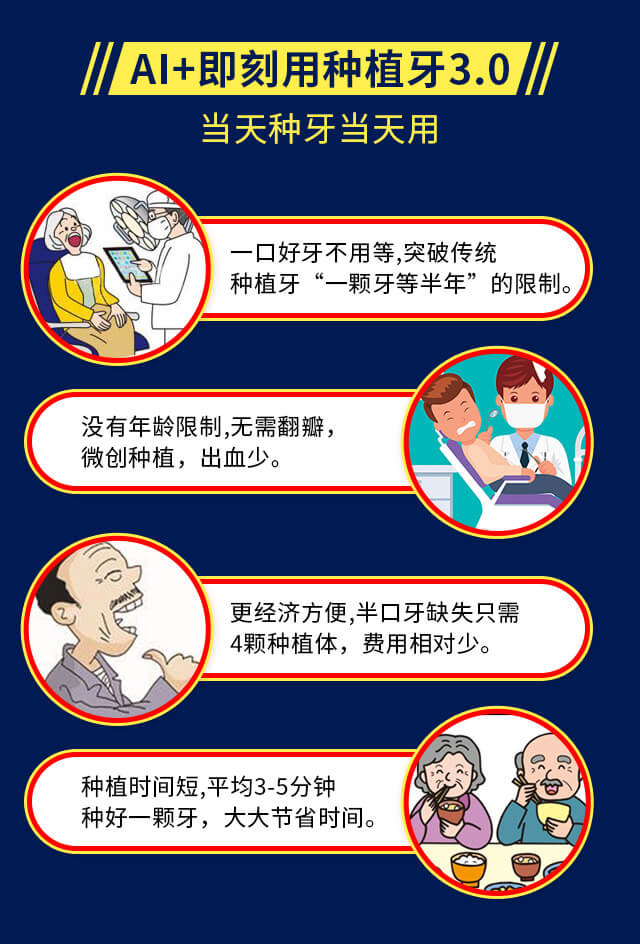 AI+即刻用种植牙3.0
当天种牙当天用
一口好牙不用等,突破传统
种植牙“一颗牙等半年”的限制。
没有年龄限制,无需翻瓣，
微创种植，出血少。
更经济方便,半口牙缺失只需
4颗种植体，费用相对少。
种植时间短,平均3-5分钟
种好一颗牙，大大节省时间。